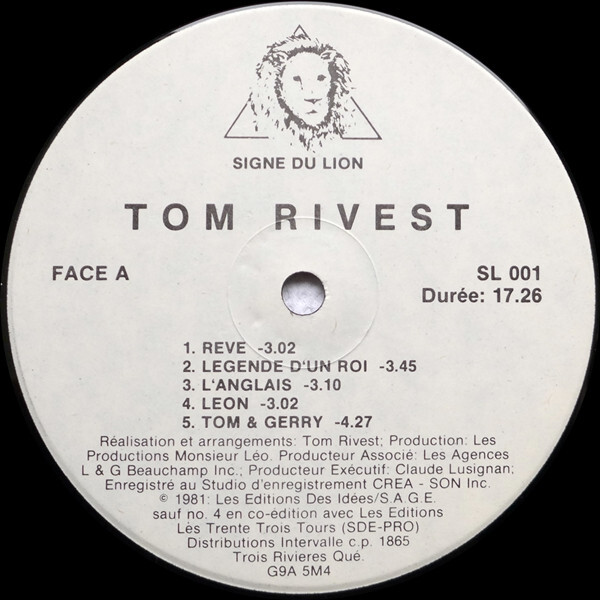 SIGNE DU LION
TOM RIVEST
FACE A
SL 001
Durée: 17.26
1. REVE -3.02
2. LEGENDE D'UN ROI -3.45
3. L'ANGLAIS -3.10
4. LEON -3.02
5. TOM & GERRY -4.27
Réalisation et arrangements: Tom Rivest; Production: Les
Productions Monsieur Léo. Producteur Associé: Les Agences
L & G Beauchamp Inc.; Producteur Exécutif: Claude Lusignan;
Enregistré au Studio d'enregistrement CREA - SON Inc.
© 1981: Les Editions Des Idées/S.A.G.E.
sauf no. 4 en co-édition avec Les Editions
Lès Trente Trois Tours (SDE-PRO)
Distributions Intervalle c.p. 1865
Trois Rivieres Qué.
G9A 5M4